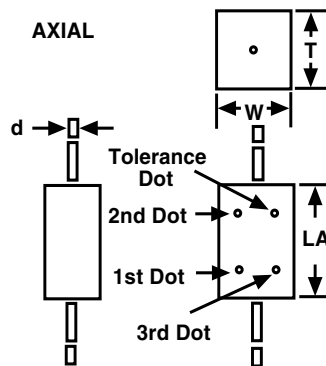 AXIAL
T
W
d
Tolerance
Dot
2nd Dot
LA
1st Dot
3rd Dot